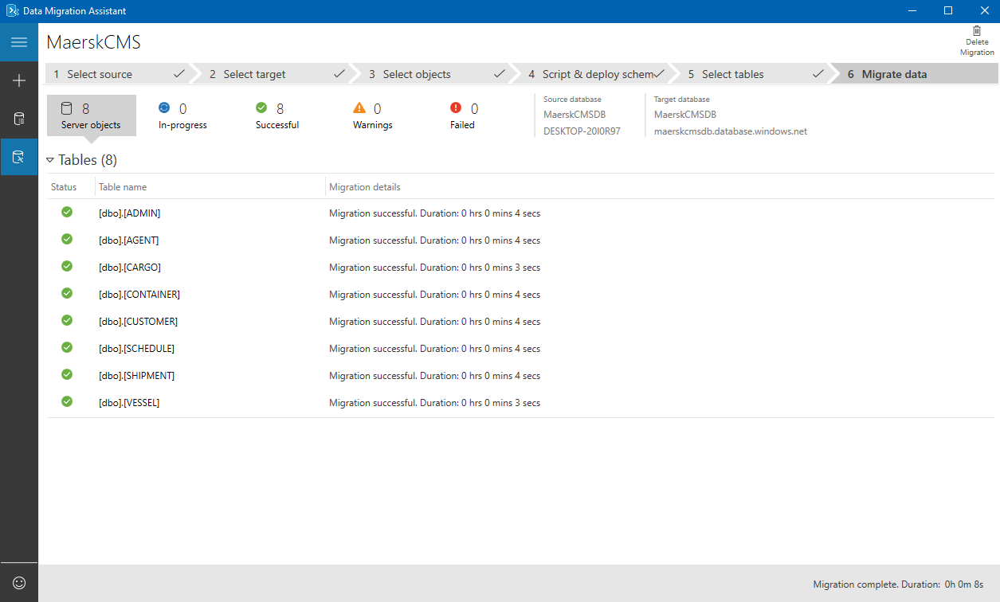 Data Migration Assistant
MaerskCMS
Delete
Migration
1 Select source
2 Select target
3 Select objects
4 Script & deploy schem
5 Select tables
6 Migrate data
8
Server objects
0
In-progress
8
Successful
0
Warnings
0
Failed
Source database
MaerskCMSDB
DESKTOP-20I0R97
Target database
MaerskCMSDB
maerskcmsdb.database.windows.net
Tables (8)
Status Table name Migration details
[dbo].[ADMIN] Migration successful. Duration: 0 hrs 0 mins 4 secs
[dbo].[AGENT] Migration successful. Duration: 0 hrs 0 mins 4 secs
[dbo].[CARGO] Migration successful. Duration: 0 hrs 0 mins 3 secs
[dbo].[CONTAINER] Migration successful. Duration: 0 hrs 0 mins 4 secs
[dbo].[CUSTOMER] Migration successful. Duration: 0 hrs 0 mins 4 secs
[dbo].[SCHEDULE] Migration successful. Duration: 0 hrs 0 mins 4 secs
[dbo].[SHIPMENT] Migration successful. Duration: 0 hrs 0 mins 4 secs
[dbo].[VESSEL] Migration successful. Duration: 0 hrs 0 mins 3 secs
Migration complete. Duration: 0h 0m 8s